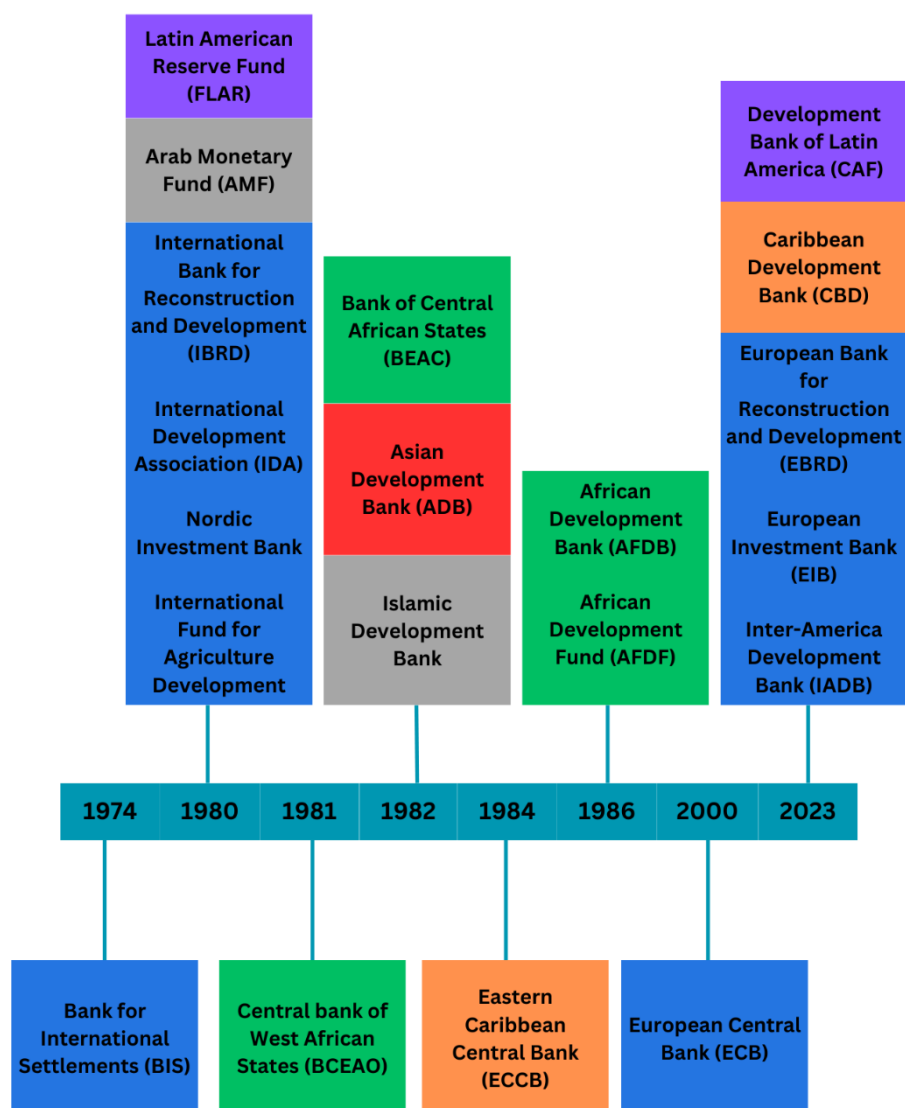 Latin American
Reserve Fund
(FLAR)
Arab Monetary
Fund (AMF)
International
Bank for
Reconstruction
and Development
(IBRD)
International
Development
Association (IDA)
Nordic
Investment Bank
International
Fund for
Agriculture
Development
Bank of Central
African States
(BEAC)
Asian
Development
Bank (ADB)
Islamic
Development
Bank
African
Development
Bank (AFDB)
African
Development
Fund (AFDF)
Development
Bank of Latin
America (CAF)
Caribbean
Development
Bank (CBD)
European Bank
for
Reconstruction
and Development
(EBRD)
European
Investment Bank
(EIB)
Inter-America
Development
Bank (IADB)
1974 1980 1981 1982 1984 1986 2000 2023
Bank for
International
Settlements (BIS)
Central bank of
West African
States (BCEAO)
Eastern
Caribbean
Central Bank
(ECCB)
European Central
Bank (ECB)